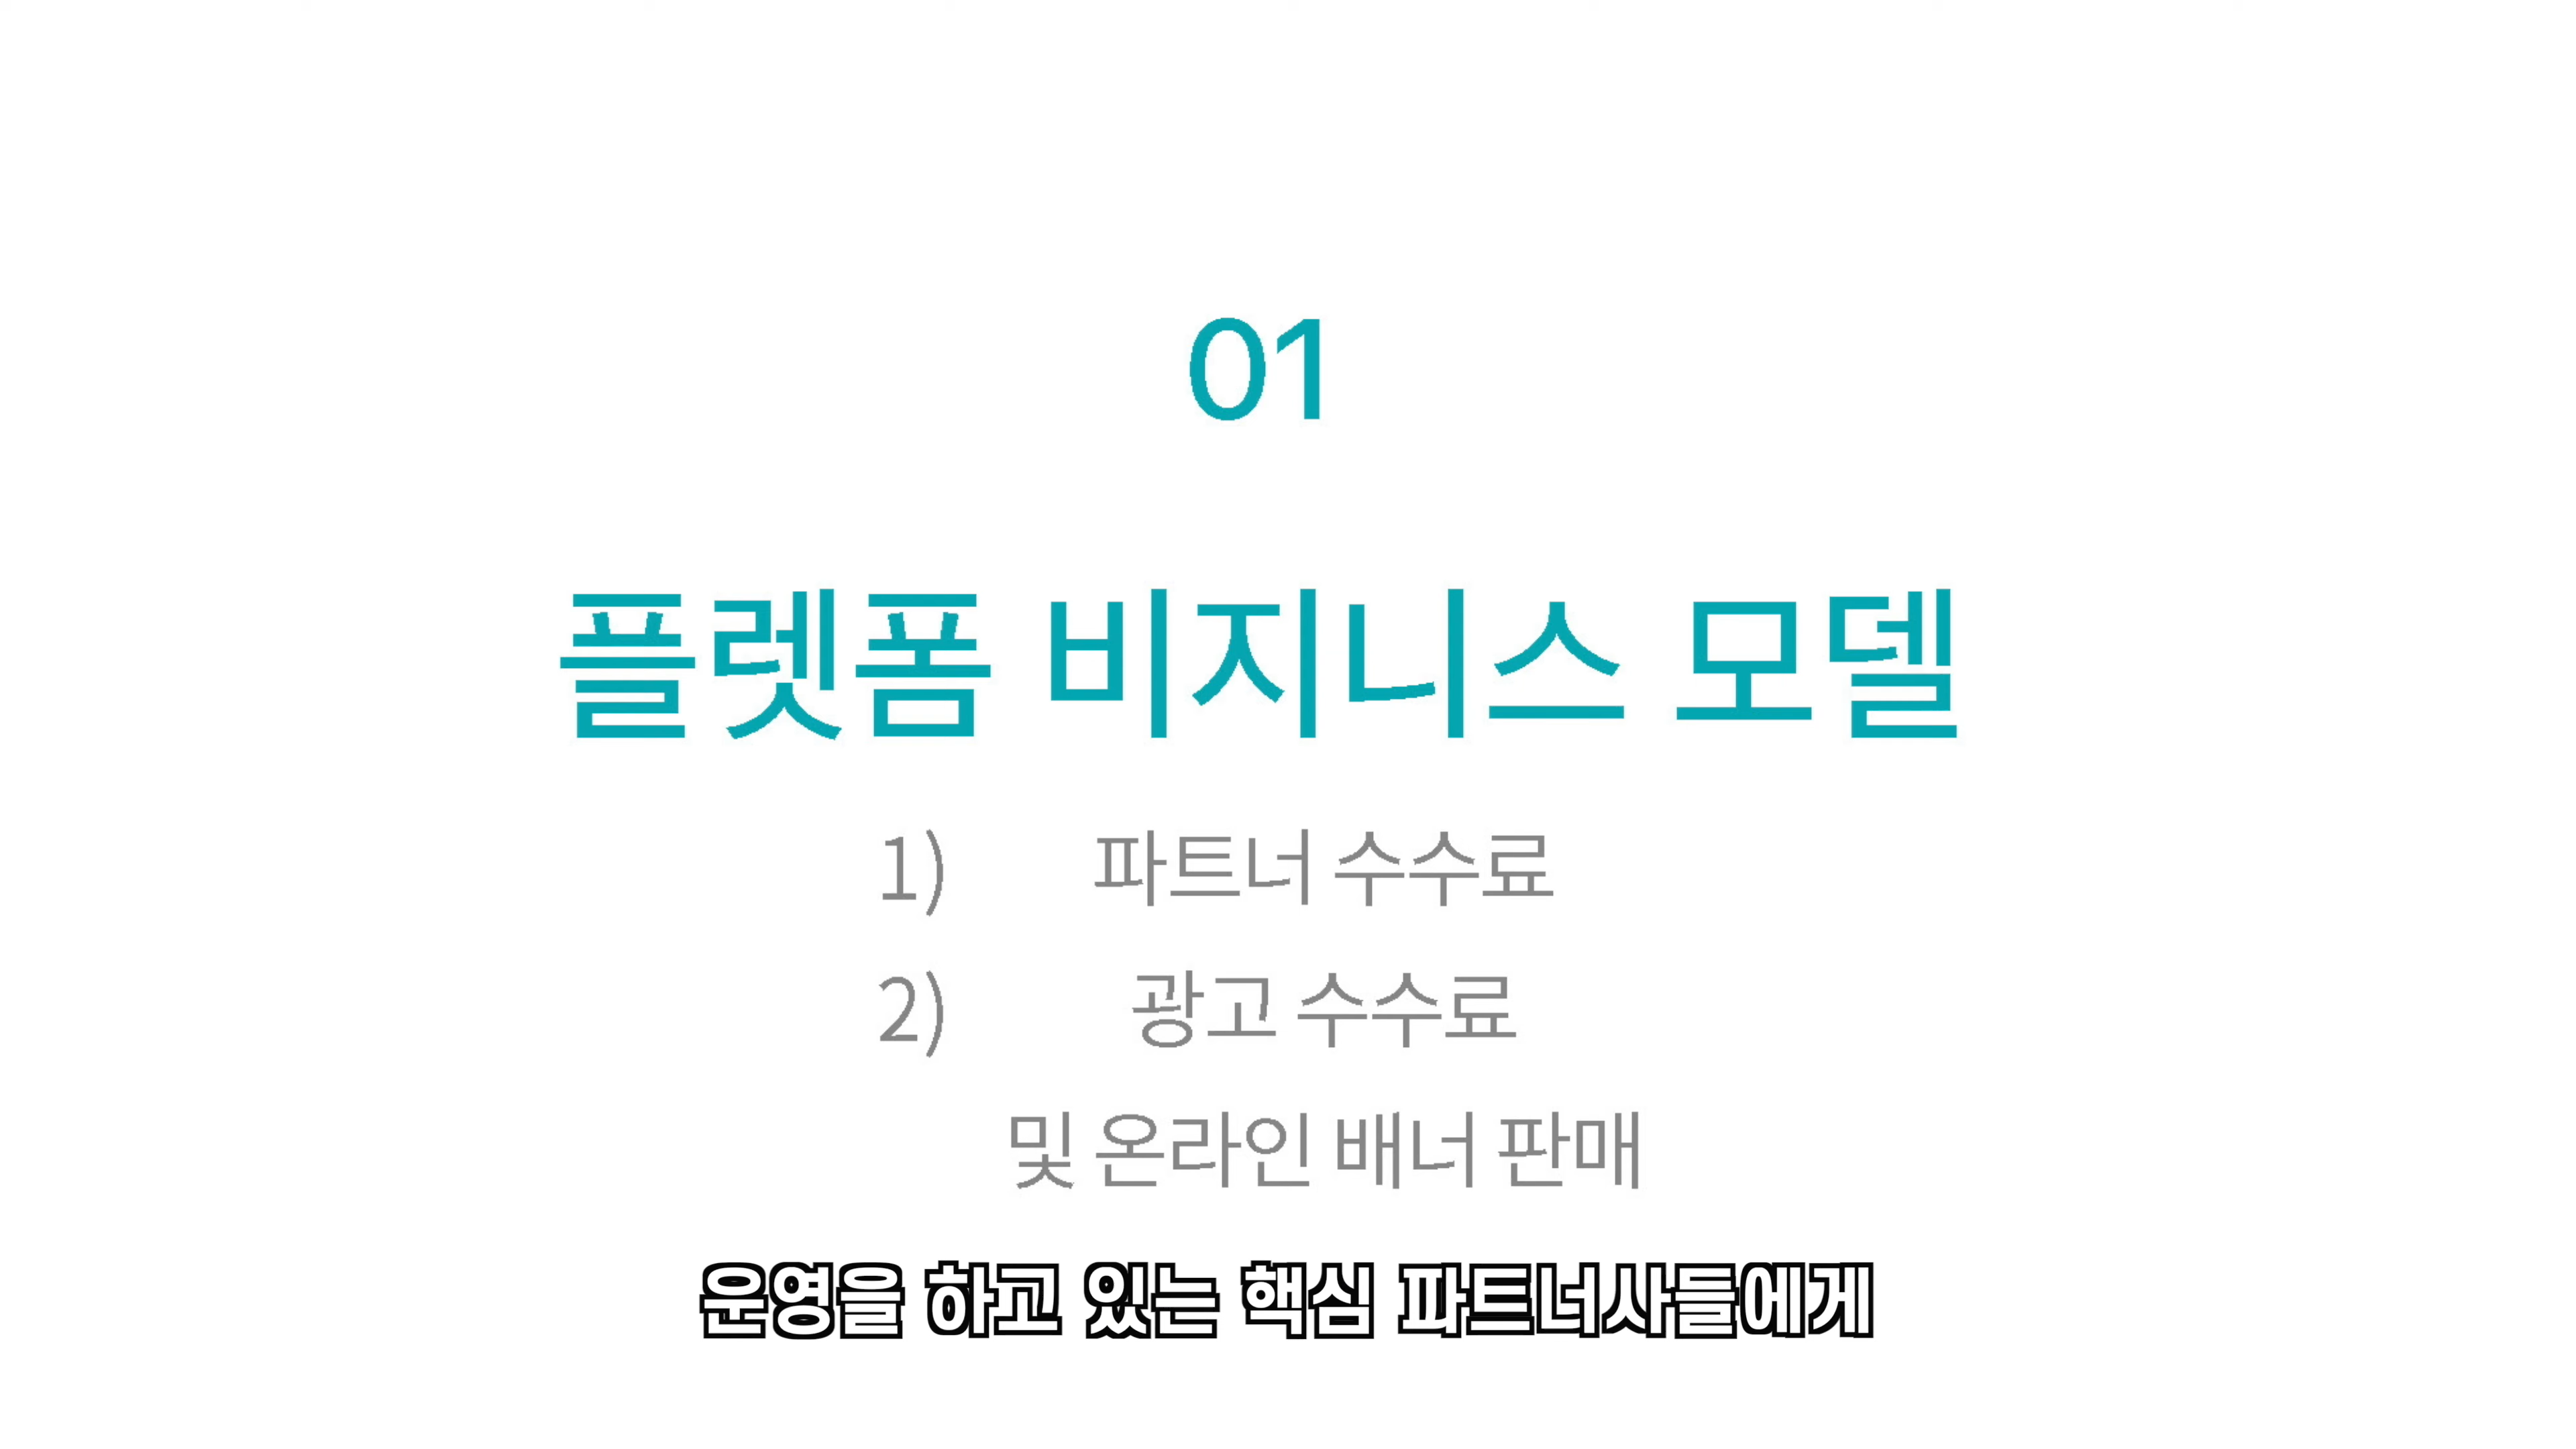 01
플렛폼 비지니스 모델
1) 파트너 수수료
2) 광고 수수료
및 온라인 배너 판매
운영을 하고 있는 핵심 파트너사들에게